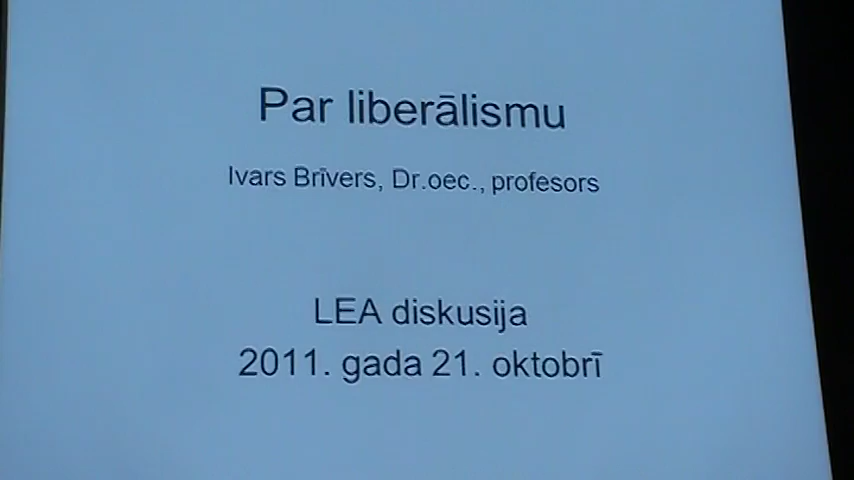 Par liberālismu
Ivars Brīvers, Dr.oec., profesors
LEA diskusija
2011. gada 21. oktobrī